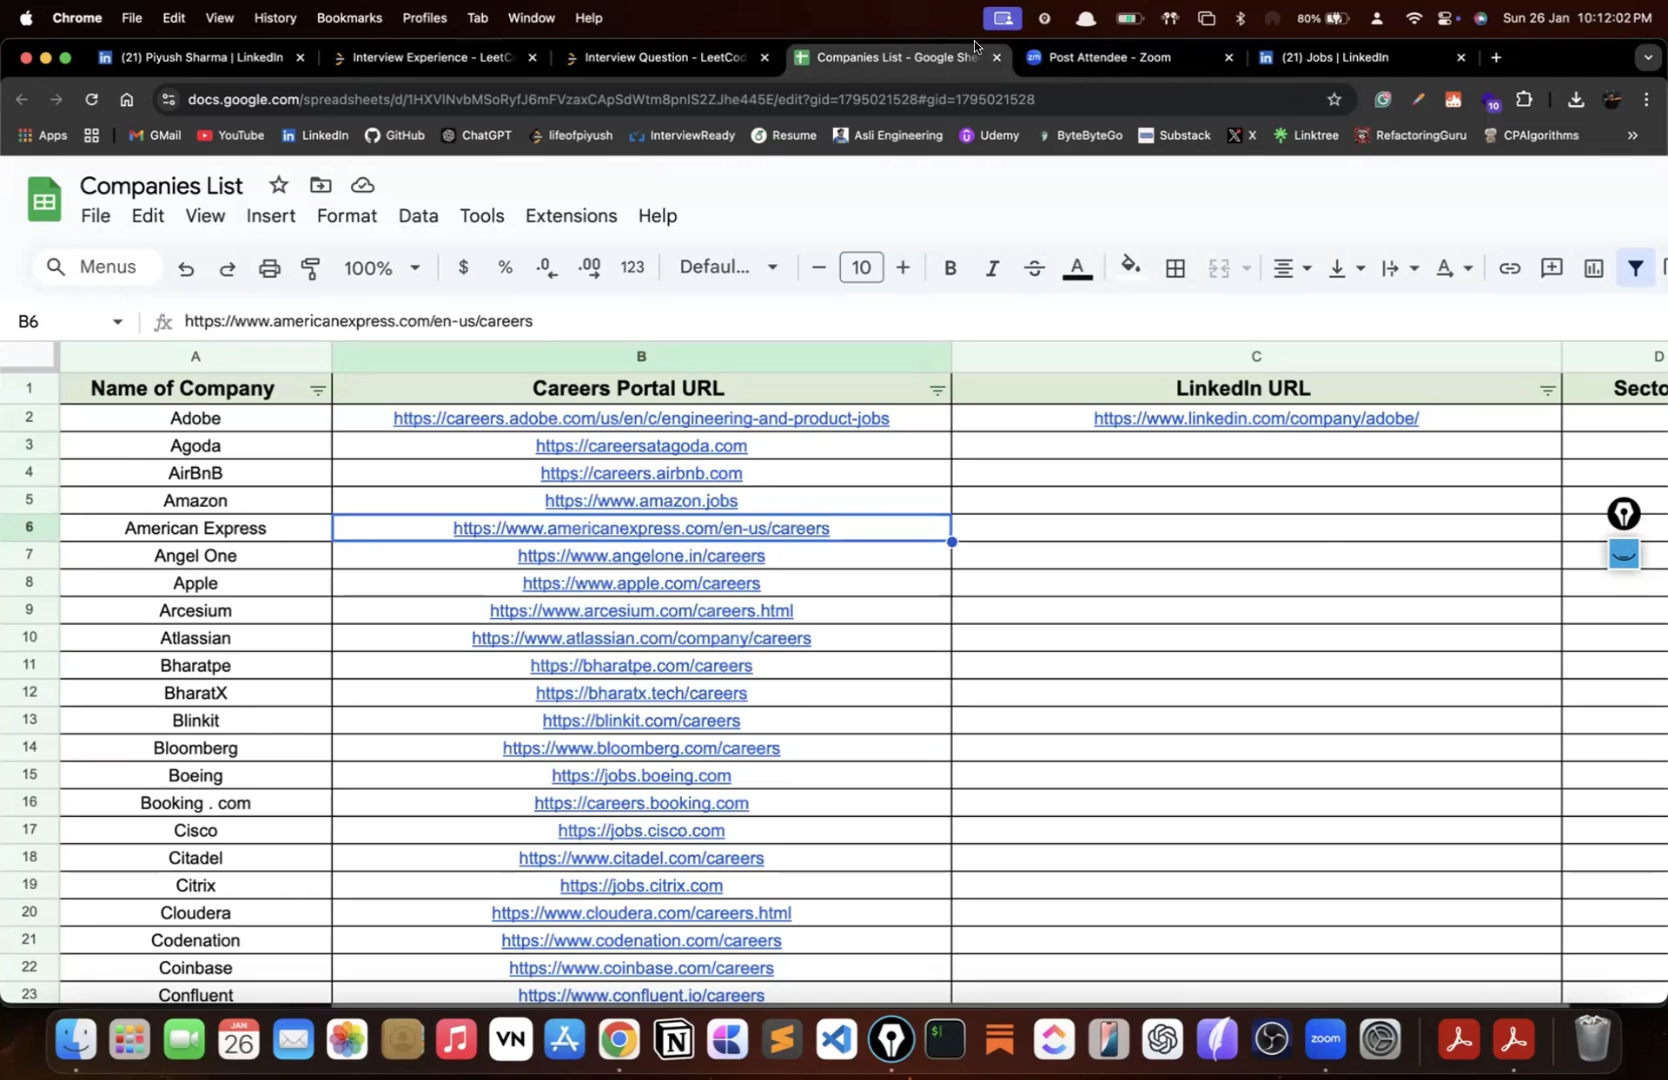 Chrome File Edit View History Bookmarks Profiles Tab Window Help 80% Sun 26 Jan 10:12:02 PM
(21) Piyush Sharma | LinkedIn Interview Experience - LeetC Interview Question - LeetCod Companies List - Google She Post Attendee - Zoom (21) Jobs | LinkedIn
docs.google.com/spreadsheets/d/1HXVlNvbMSoRyfJ6mFVzaxCApSdWtm8pnIS2ZJhe445E/edit?gid=1795021528#gid=1795021528 10
Apps GMail YouTube LinkedIn GitHub ChatGPT lifeofpiyush InterviewReady Resume Asli Engineering Udemy ByteByteGo Substack X Linktree RefactoringGuru CPAlgorithms
Companies List
File Edit View Insert Format Data Tools Extensions Help
Menus 100% $ % .0 .00 123 Defaul... 10 B I A
B6 fx https://www.americanexpress.com/en-us/careers
A B C D
1 Name of Company Careers Portal URL LinkedIn URL Secto
2 Adobe https://careers.adobe.com/us/en/c/engineering-and-product-jobs https://www.linkedin.com/company/adobe/
3 Agoda https://careersatagoda.com
4 AirBnB https://careers.airbnb.com
5 Amazon https://www.amazon.jobs
6 American Express https://www.americanexpress.com/en-us/careers
7 Angel One https://www.angelone.in/careers
8 Apple https://www.apple.com/careers
9 Arcesium https://www.arcesium.com/careers.html
10 Atlassian https://www.atlassian.com/company/careers
11 Bharatpe https://bharatpe.com/careers
12 BharatX https://bharatx.tech/careers
13 Blinkit https://blinkit.com/careers
14 Bloomberg https://www.bloomberg.com/careers
15 Boeing https://jobs.boeing.com
16 Booking . com https://careers.booking.com
17 Cisco https://jobs.cisco.com
18 Citadel https://www.citadel.com/careers
19 Citrix https://jobs.citrix.com
20 Cloudera https://www.cloudera.com/careers.html
21 Codenation https://www.codenation.com/careers
22 Coinbase https://www.coinbase.com/careers
23 Confluent https://www.confluent.io/careers
JAN 26 VN zoom